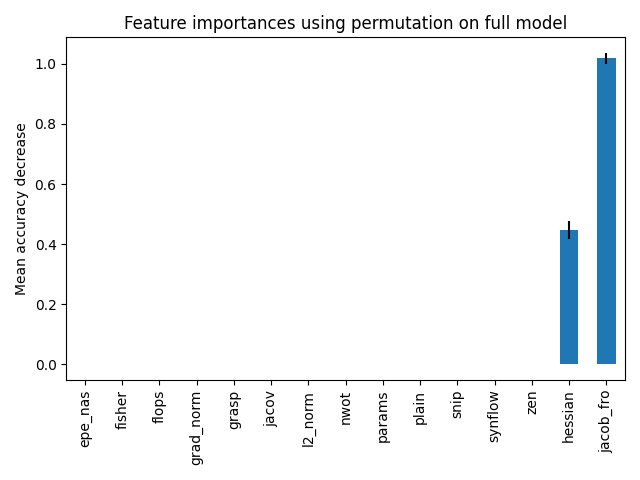 Feature importances using permutation on full model
Mean accuracy decrease
1.0
0.8
0.6
0.4
0.2
0.0
epe_nas
fisher
flops
grad_norm
grasp
jacov
l2_norm
nwot
params
plain
snip
synflow
zen
hessian
jacob_fro